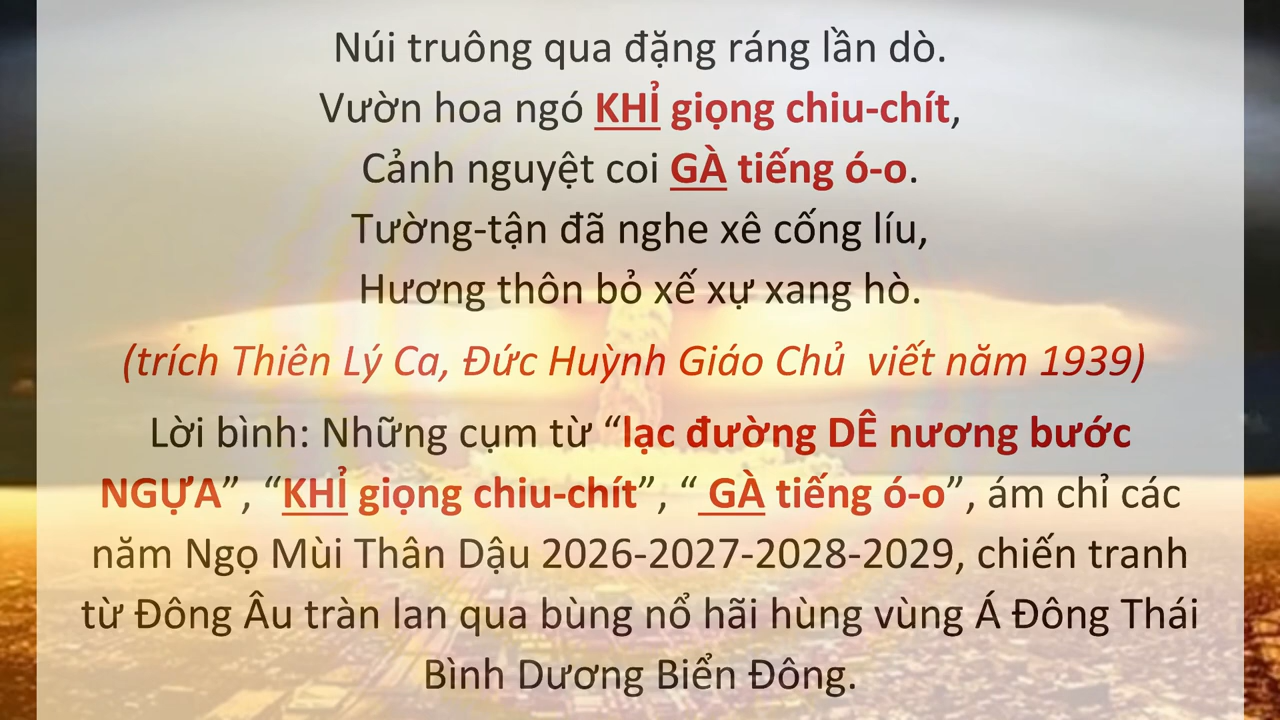 Núi truông qua đặng ráng lần dò.
Vườn hoa ngó KHỈ giọng chiu-chít,
Cảnh nguyệt coi GÀ tiếng ó-o.
Tường-tận đã nghe xê cống líu,
Hương thôn bỏ xế xự xang hò.
(trích Thiên Lý Ca, Đức Huỳnh Giáo Chủ viết năm 1939)
Lời bình: Những cụm từ “lạc đường DÊ nương bước
NGỰA”, “KHỈ giọng chiu-chít”, “ GÀ tiếng ó-o”, ám chỉ các
năm Ngọ Mùi Thân Dậu 2026-2027-2028-2029, chiến tranh
từ Đông Âu tràn lan qua bùng nổ hãi hùng vùng Á Đông Thái
Bình Dương Biển Đông.